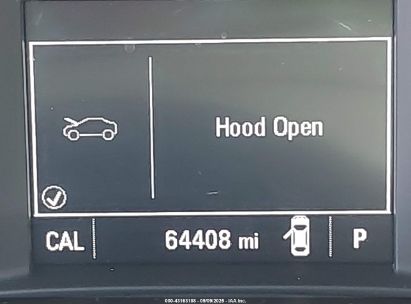 Hood Open
CAL 64408 mi P